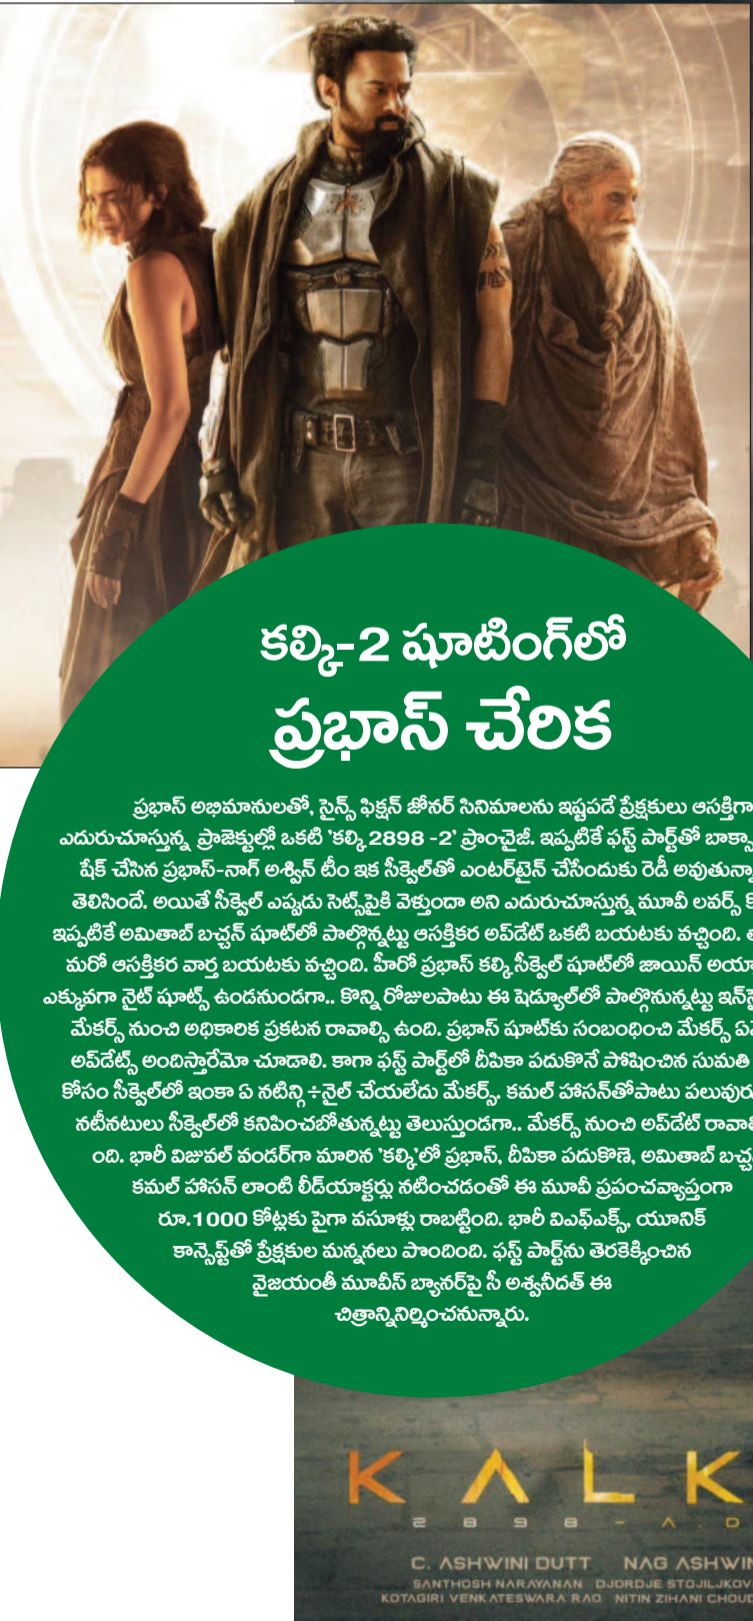 కల్కి-2 షూటింగ్‌లో
ప్రభాస్ చేరిక
ప్రభాస్ అభిమానులతో, సైన్స్ ఫిక్షన్ జోనర్ సినిమాలను ఇష్టపడే ప్రేక్షకులు ఆసక్తిగా
ఎదురుచూస్తున్న ప్రాజెక్టుల్లో ఒకటి 'కల్కి 2898 -2' ఫ్రాంచైజీ. ఇప్పటికే ఫస్ట్ పార్ట్‌తో
షేక్ చేసిన ప్రభాస్-నాగ్ అశ్విన్ టీం ఇక సీక్వెల్‌తో ఎంటర్‌టైన్ చేసేందుకు రెడీ
తెలిసిందే. అయితే సీక్వెల్ ఎప్పుడు సెట్స్‌పైకి వెళ్తుందా అని ఎదురుచూస్తున్న మూవీ లవర్స్
ఇప్పటికే అమితాబ్ బచ్చన్ షూట్‌లో పాల్గొన్నట్టు ఆసక్తికర అప్‌డేట్ ఒకటి బయటకు వచ్చింది.
మరో ఆసక్తికర వార్త బయటకు వచ్చింది. హీరో ప్రభాస్ కల్కి సీక్వెల్ షూట్‌లో జాయిన్
ఎక్కువగా నైట్ షూట్స్ ఉండనుండగా.. కొన్ని రోజులపాటు ఈ షెడ్యూల్‌లో పాల్గొనున్నట్టు
మేకర్స్ నుంచి అధికారిక ప్రకటన రావాల్సి ఉంది. ప్రభాస్ షూట్‌కు సంబంధించి మేకర్స్
అప్‌డేట్స్ అందిస్తారేమో చూడాలి. కాగా ఫస్ట్ పార్ట్‌లో దీపికా పదుకొనే పోషించిన సుమతి
కోసం సీక్వెల్‌లో ఇంకా ఏ నటిన్ని ÷నైల్ చేయలేదు మేకర్స్. కమల్ హాసన్‌తోపాటు
నటీనటులు సీక్వెల్‌లో కనిపించబోతున్నట్టు తెలుస్తుండగా.. మేకర్స్ నుంచి అప్‌డేట్
ంది. భారీ విజువల్ వండర్‌గా మారిన 'కల్కి'లో ప్రభాస్, దీపికా పదుకొణె, అమితాబ్
కమల్ హాసన్ లాంటి లీడ్‌యాక్టర్లు నటించడంతో ఈ మూవీ ప్రపంచవ్యాప్తంగా
రూ.1000 కోట్లకు పైగా వసూళ్లు రాబట్టింది. భారీ విఎఫ్ఎక్స్, యూనిక్
కాన్సెప్ట్‌తో ప్రేక్షకుల మన్ననలు పొందింది. ఫస్ట్ పార్ట్‌ను తెరకెక్కించిన
వైజయంతీ మూవీస్ బ్యానర్‌పై సీ అశ్వనీదత్ ఈ
చిత్రాన్నినిర్మించనున్నారు.
KALK
2898 - A.D
C. ASHWINI DUTT NAG ASHWIN
SANTHOSH NARAYANAN DJORDJE
KOTAGIRI VENKATESWARA RAO NITIN ZIHANI